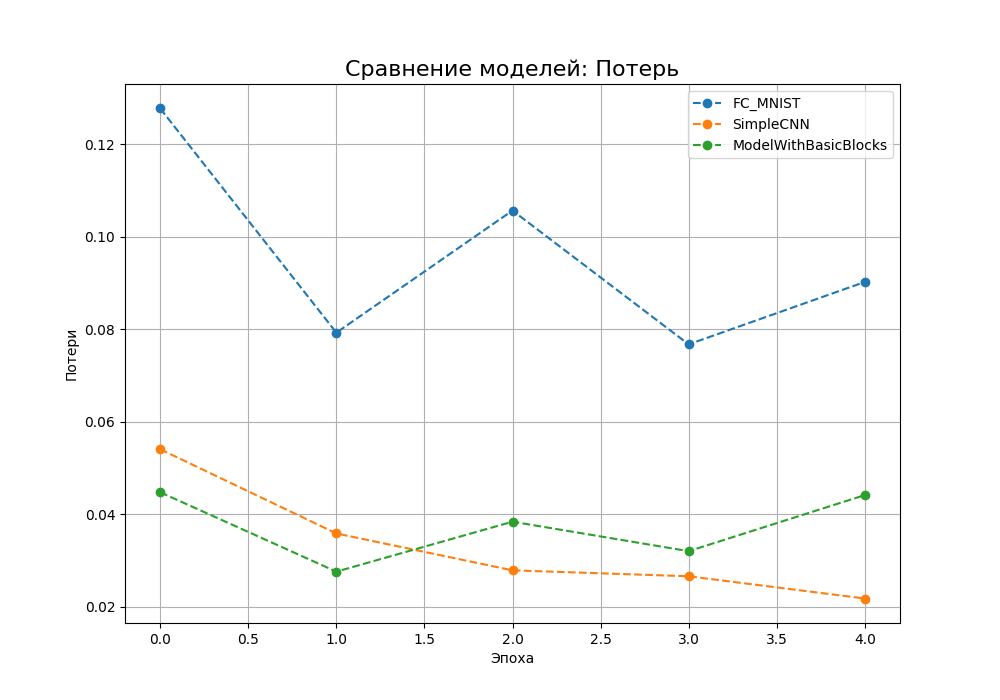 Сравнение моделей: Потерь
FC_MNIST
SimpleCNN
ModelWithBasicBlocks
Потери
0.12
0.10
0.08
0.06
0.04
0.02
0.0 0.5 1.0 1.5 2.0 2.5 3.0 3.5 4.0
Эпоха